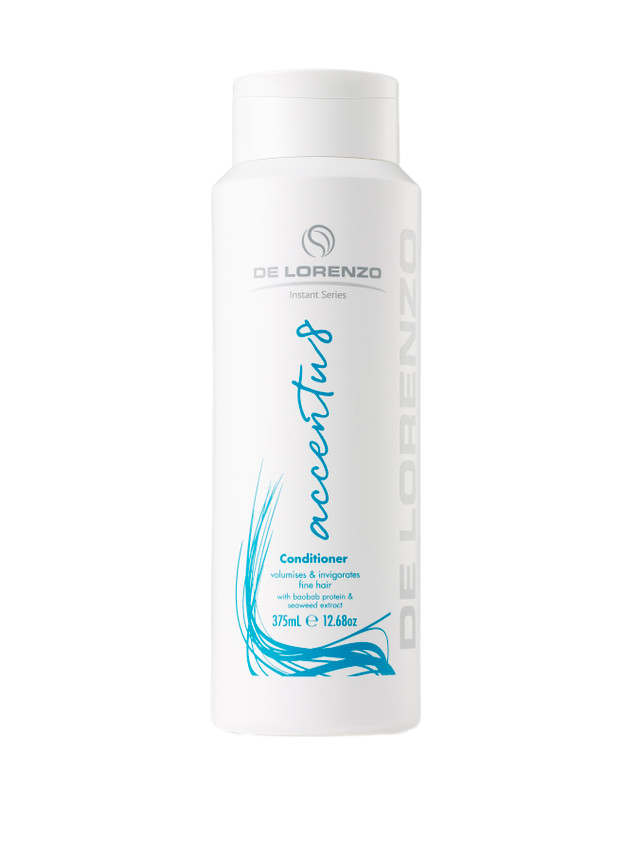 DE LORENZO
Instant Series
accentus
Conditioner
volumises & invigorates
fine hair
with baobab protein &
seaweed extract
375mL ℮ 12.68oz
DE LORENZO